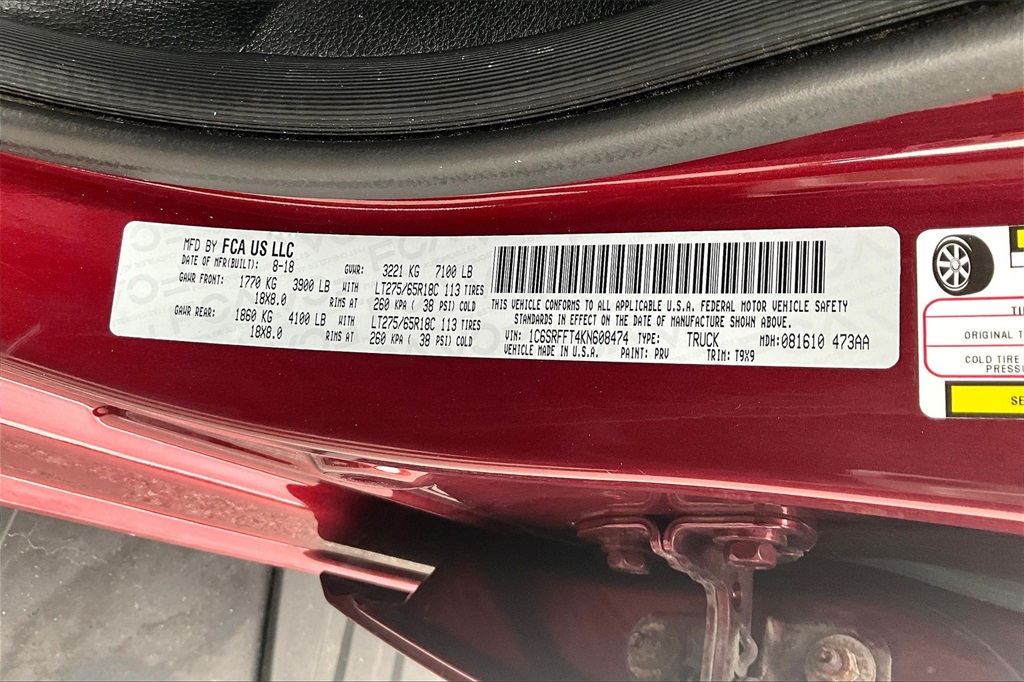 MFD BY FCA US LLC
DATE OF MFR(BUILT): 8-18 GVWR: 3221 KG 7100 LB
GAWR FRONT: 1770 KG 3900 LB WITH LT275/65R18C 113 TIRES
18X8.0 RIMS AT 260 KPA ( 38 PSI) COLD
GAWR REAR: 1860 KG 4100 LB WITH LT275/65R18C 113 TIRES
18X8.0 RIMS AT 260 KPA ( 38 PSI) COLD
THIS VEHICLE CONFORMS TO ALL APPLICABLE U.S.A. FEDERAL MOTOR VEHICLE SAFETY
STANDARDS IN EFFECT ON THE DATE OF MANUFACTURE SHOWN ABOVE.
VIN: 1C6SRFFT4KN608474 TYPE: TRUCK MDH: 081610 473AA
VEHICLE MADE IN U.S.A. PAINT: PRV TRIM: T9X9
ORIGINAL
COLD TIRE